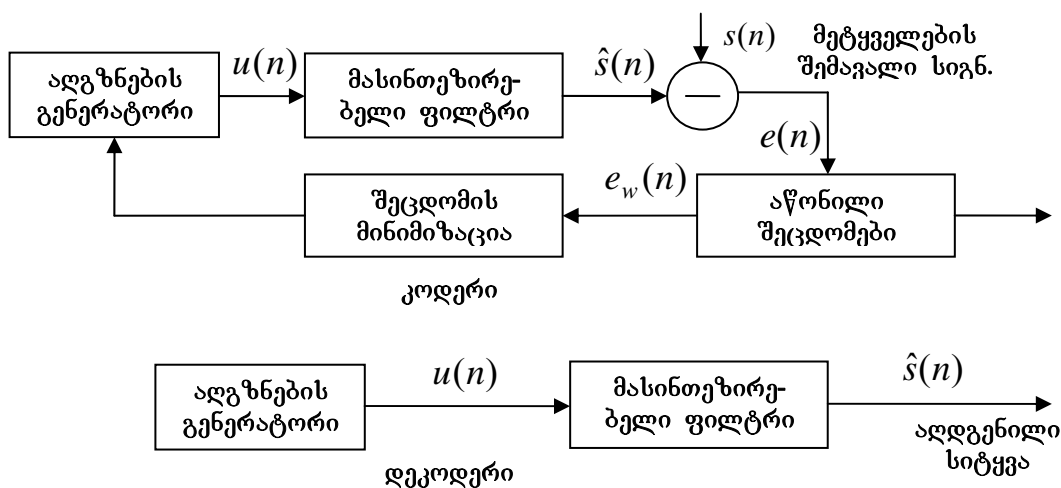 s(n)
მეტყველების
შემავალი სიგნ.
აღგზნების
გენერატორი
u(n)
მასინთეზირე-
ბელი ფილტრი
ŝ(n)
—
e(n)
შეცდომის
მინიმიზაცია
e_w(n)
აწონილი
შეცდომები
კოდერი
აღგზნების
გენერატორი
u(n)
მასინთეზირე-
ბელი ფილტრი
ŝ(n)
აღდგენილი
სიტყვა
დეკოდერი